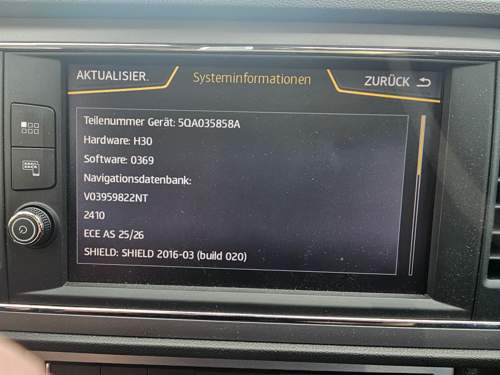 AKTUALISIER.
Systeminformationen
ZURÜCK
Teilenummer Gerät: 5QA035858A
Hardware: H30
Software: 0369
Navigationsdatenbank:
V03959822NT
2410
ECE AS 25/26
SHIELD: SHIELD 2016-03 (build 020)